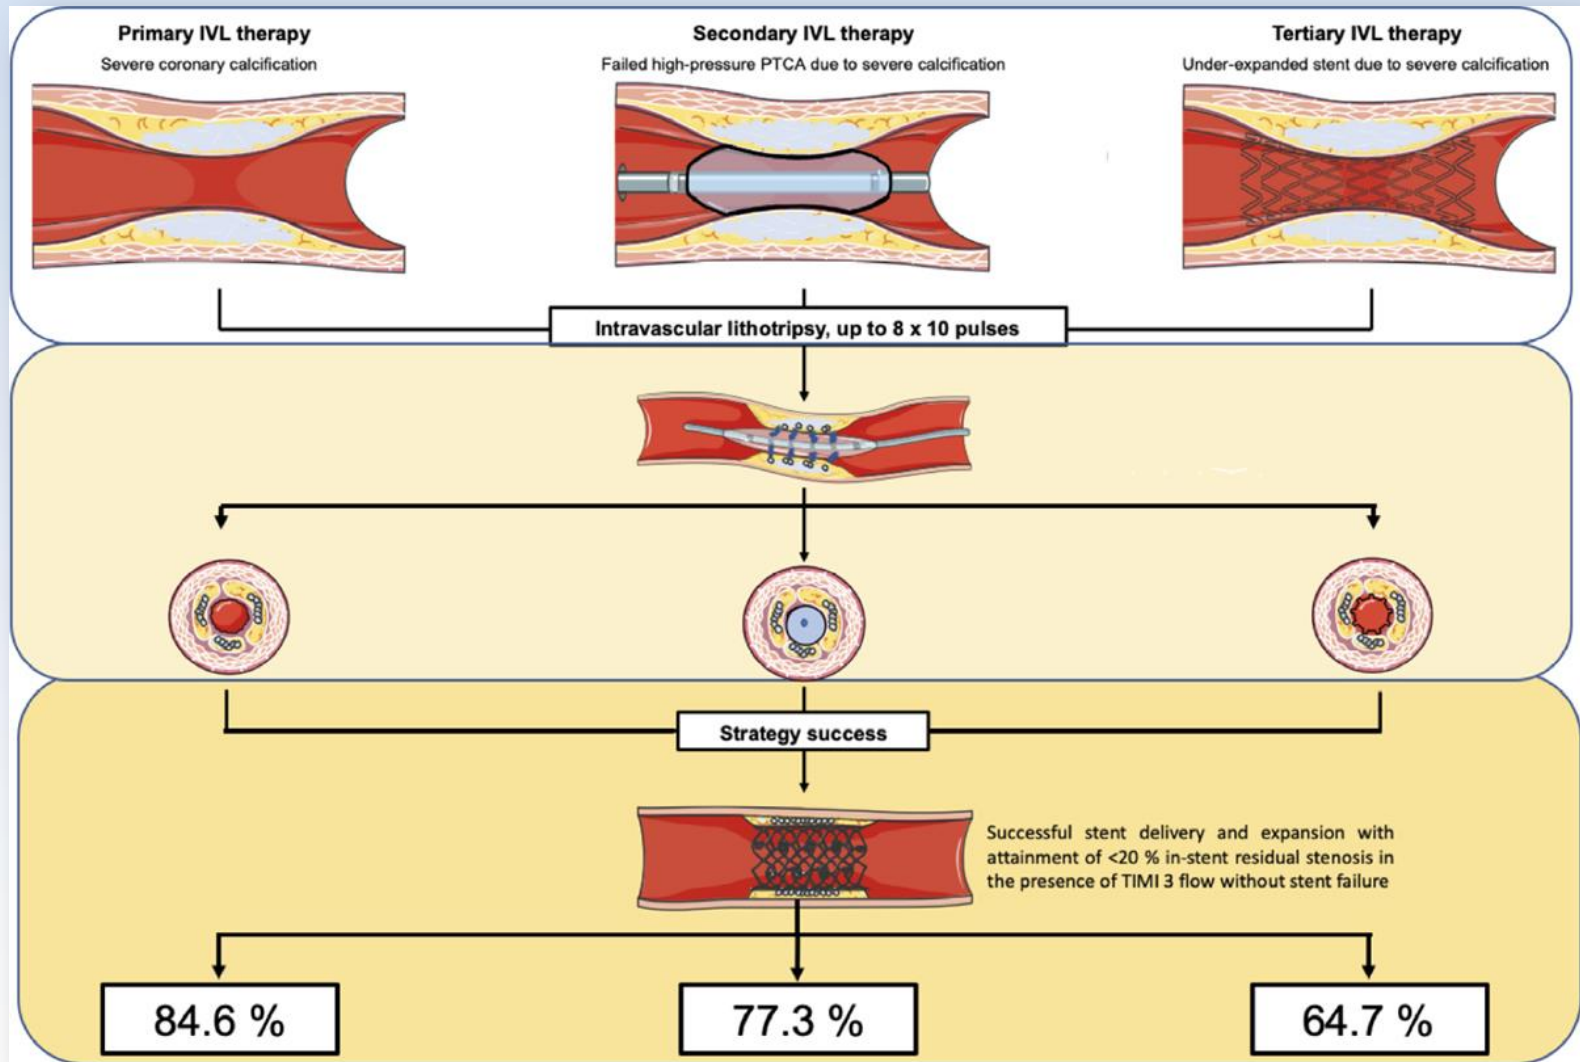 Primary IVL therapy
Severe coronary calcification
Secondary IVL therapy
Failed high-pressure PTCA due to severe calcification
Tertiary IVL therapy
Under-expanded stent due to severe calcification
Intravascular lithotripsy, up to 8 x 10 pulses
Strategy success
Successful stent delivery and expansion with
attainment of <20 % in-stent residual stenosis in
the presence of TIMI 3 flow without stent failure
84.6 %
77.3 %
64.7 %